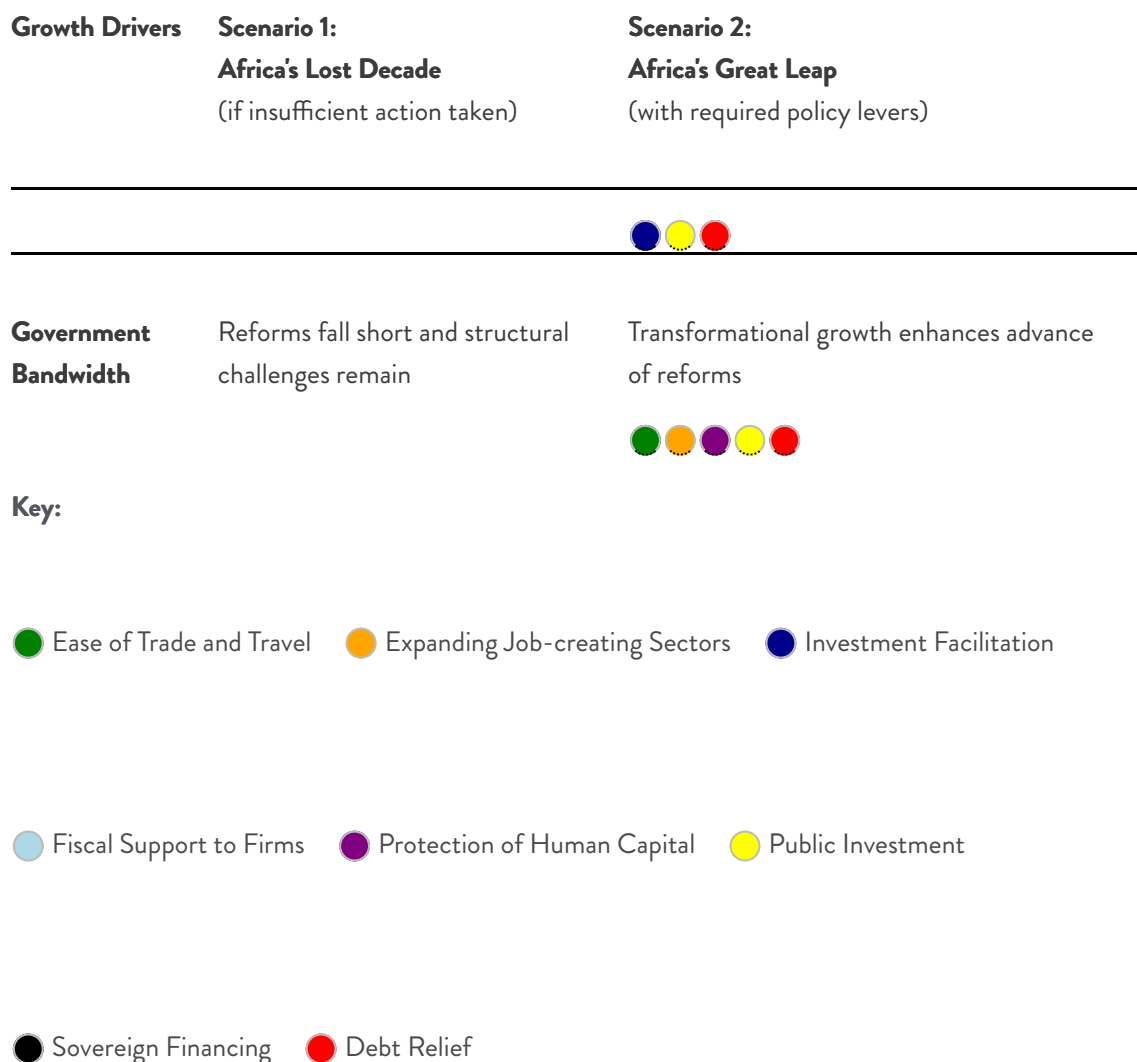 Growth Drivers Scenario 1: Scenario 2:
Africa's Lost Decade Africa's Great Leap
(if insufficient action taken) (with required policy levers)
Government Reforms fall short and structural Transformational growth enhances advance
Bandwidth challenges remain of reforms
Key:
Ease of Trade and Travel Expanding Job-creating Sectors Investment Facilitation
Fiscal Support to Firms Protection of Human Capital Public Investment
Sovereign Financing Debt Relief